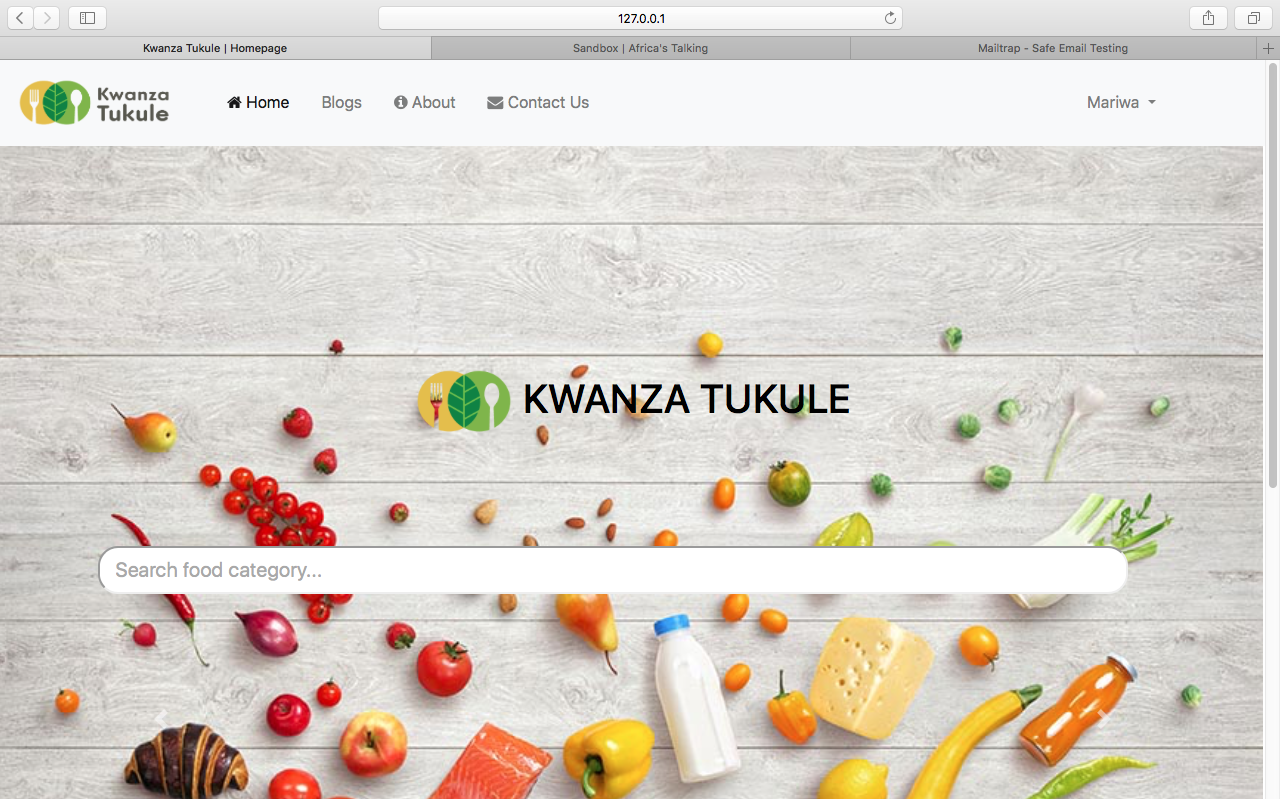 127.0.0.1
Kwanza Tukule | Homepage
Sandbox | Africa's Talking
Mailtrap - Safe Email Testing
Kwanza
Tukule
Home
Blogs
About
Contact Us
Mariwa
KWANZA TUKULE
Search food category...